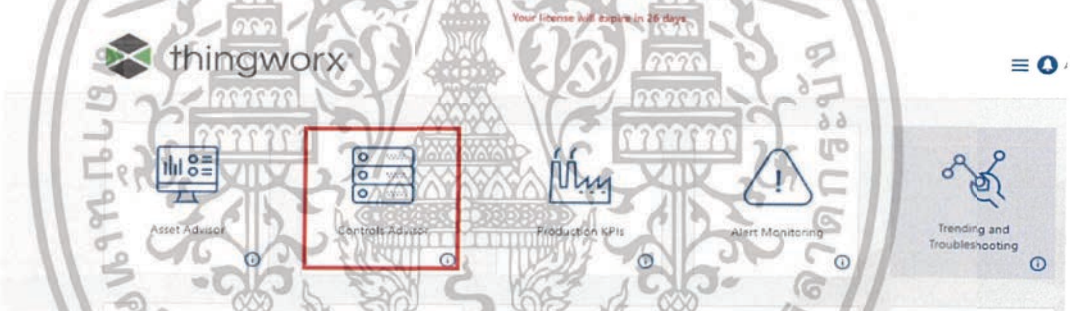 Your license will expire in 26 days
thingworx
Asset Advisor
Controls Advisor
Production KPIs
Alert Monitoring
Trending and
Troubleshooting